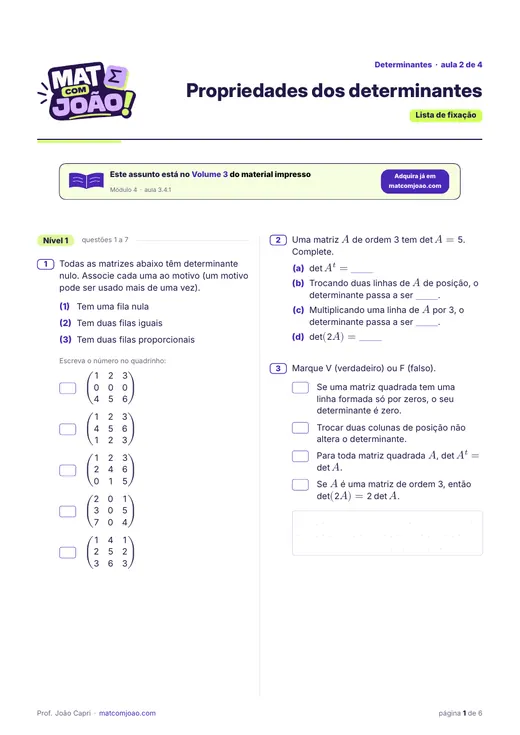 MAT
COM
JOÃO!
Σ
Determinantes · aula 2 de 4
Propriedades dos determinantes
Lista de fixação
Este assunto está no Volume 3 do material impresso
Módulo 4 · aula 3.4.1
Adquira já em
matcomjoao.com
Nível 1 questões 1 a 7
1 Todas as matrizes abaixo têm determinante
nulo. Associe cada uma ao motivo (um motivo
pode ser usado mais de uma vez).
(1) Tem uma fila nula
(2) Tem duas filas iguais
(3) Tem duas filas proporcionais
Escreva o número no quadrinho:
1 2 3
0 0 0
4 5 6
1 2 3
4 5 6
1 2 3
1 2 3
2 4 6
0 1 5
2 0 1
3 0 5
7 0 4
1 4 1
2 5 2
3 6 3
2 Uma matriz A de ordem 3 tem det A = 5.
Complete.
(a) det Aᵗ = ____
(b) Trocando duas linhas de A de posição, o
determinante passa a ser ____.
(c) Multiplicando uma linha de A por 3, o
determinante passa a ser ____.
(d) det(2A) = ____
3 Marque V (verdadeiro) ou F (falso).
Se uma matriz quadrada tem uma
linha formada só por zeros, o seu
determinante é zero.
Trocar duas colunas de posição não
altera o determinante.
Para toda matriz quadrada A, det Aᵗ =
det A.
Se A é uma matriz de ordem 3, então
det(2A) = 2 det A.
Prof. João Capri · matcomjoao.com
página 1 de 6